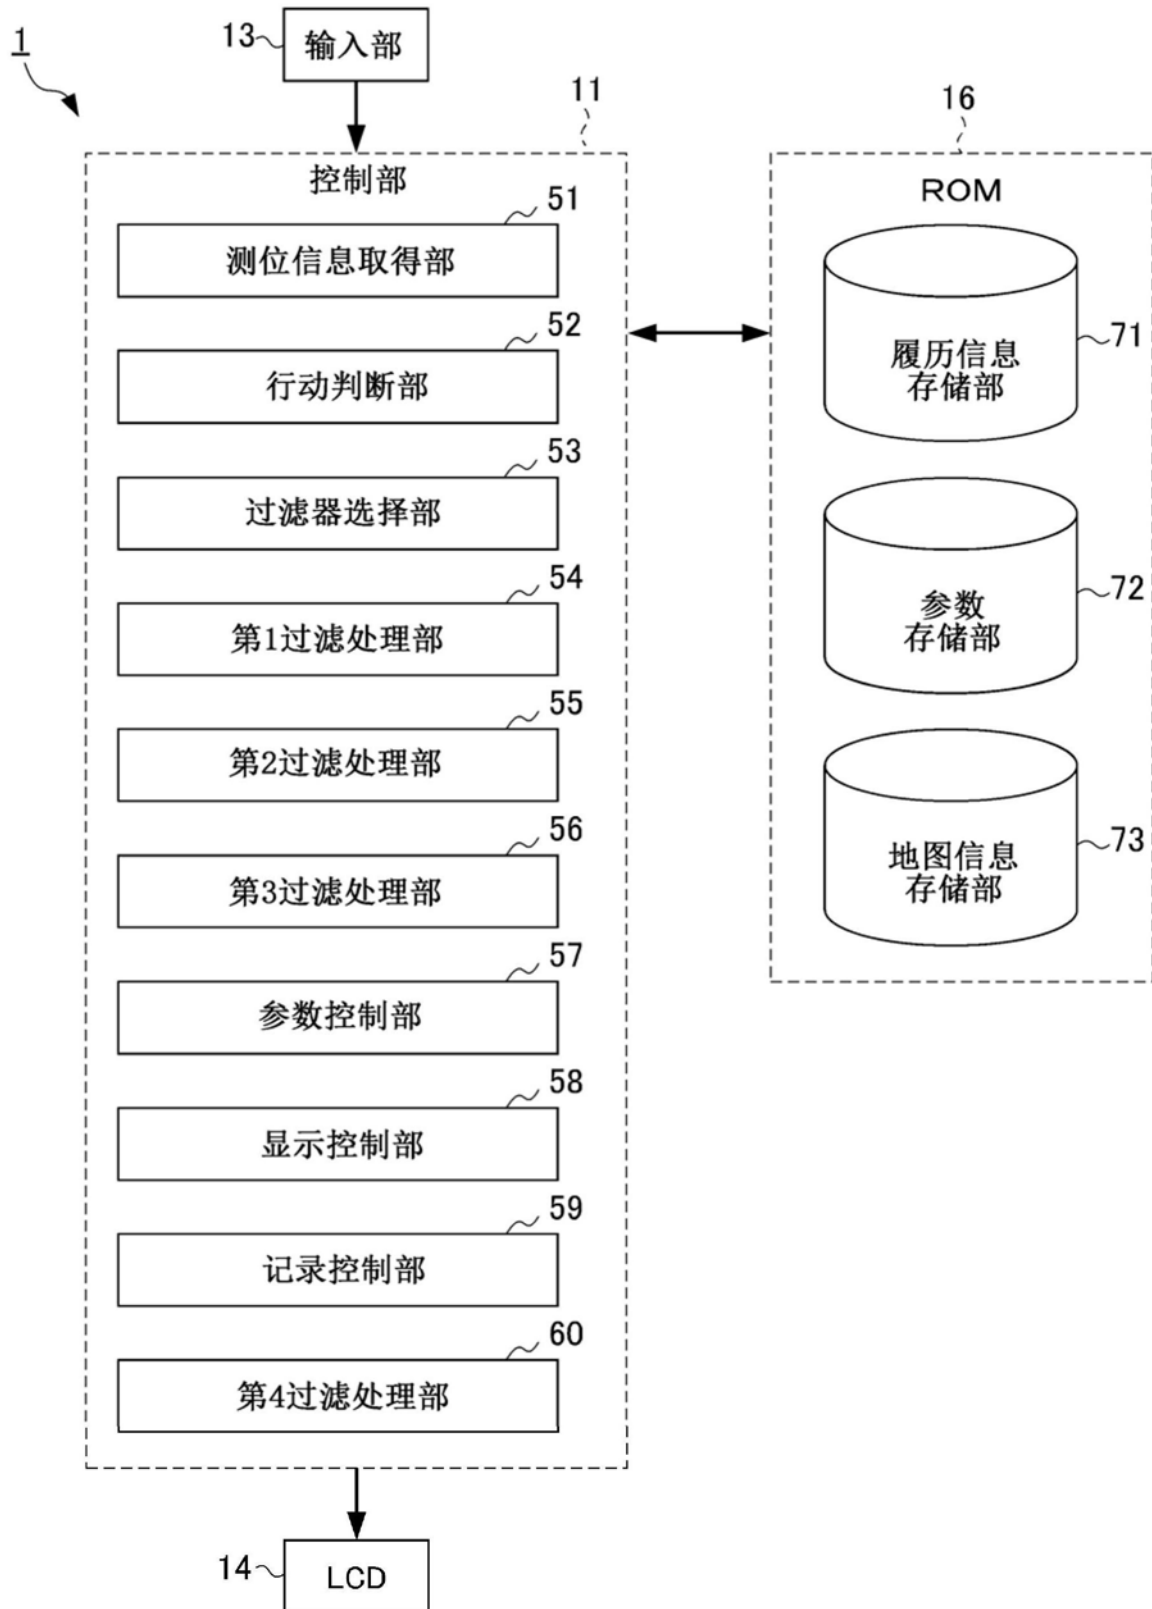 1
13
输入部
11
16
控制部
ROM
51
测位信息取得部
52
行动判断部
71
履历信息
存储部
53
过滤器选择部
54
第1过滤处理部
72
参数
存储部
55
第2过滤处理部
56
第3过滤处理部
73
地图信息
存储部
57
参数控制部
58
显示控制部
59
记录控制部
60
第4过滤处理部
14
LCD